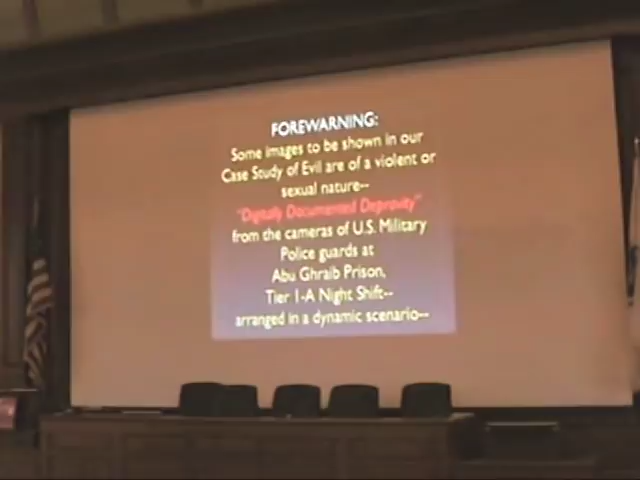 FOREWARNING:
Some images to be shown in our
Case Study of Evil are of a violent or
sexual nature--
"Digitally Documented Depravity"
from the cameras of U.S. Military
Police guards at
Abu Ghraib Prison,
Tier 1-A Night Shift--
arranged in a dynamic scenario--